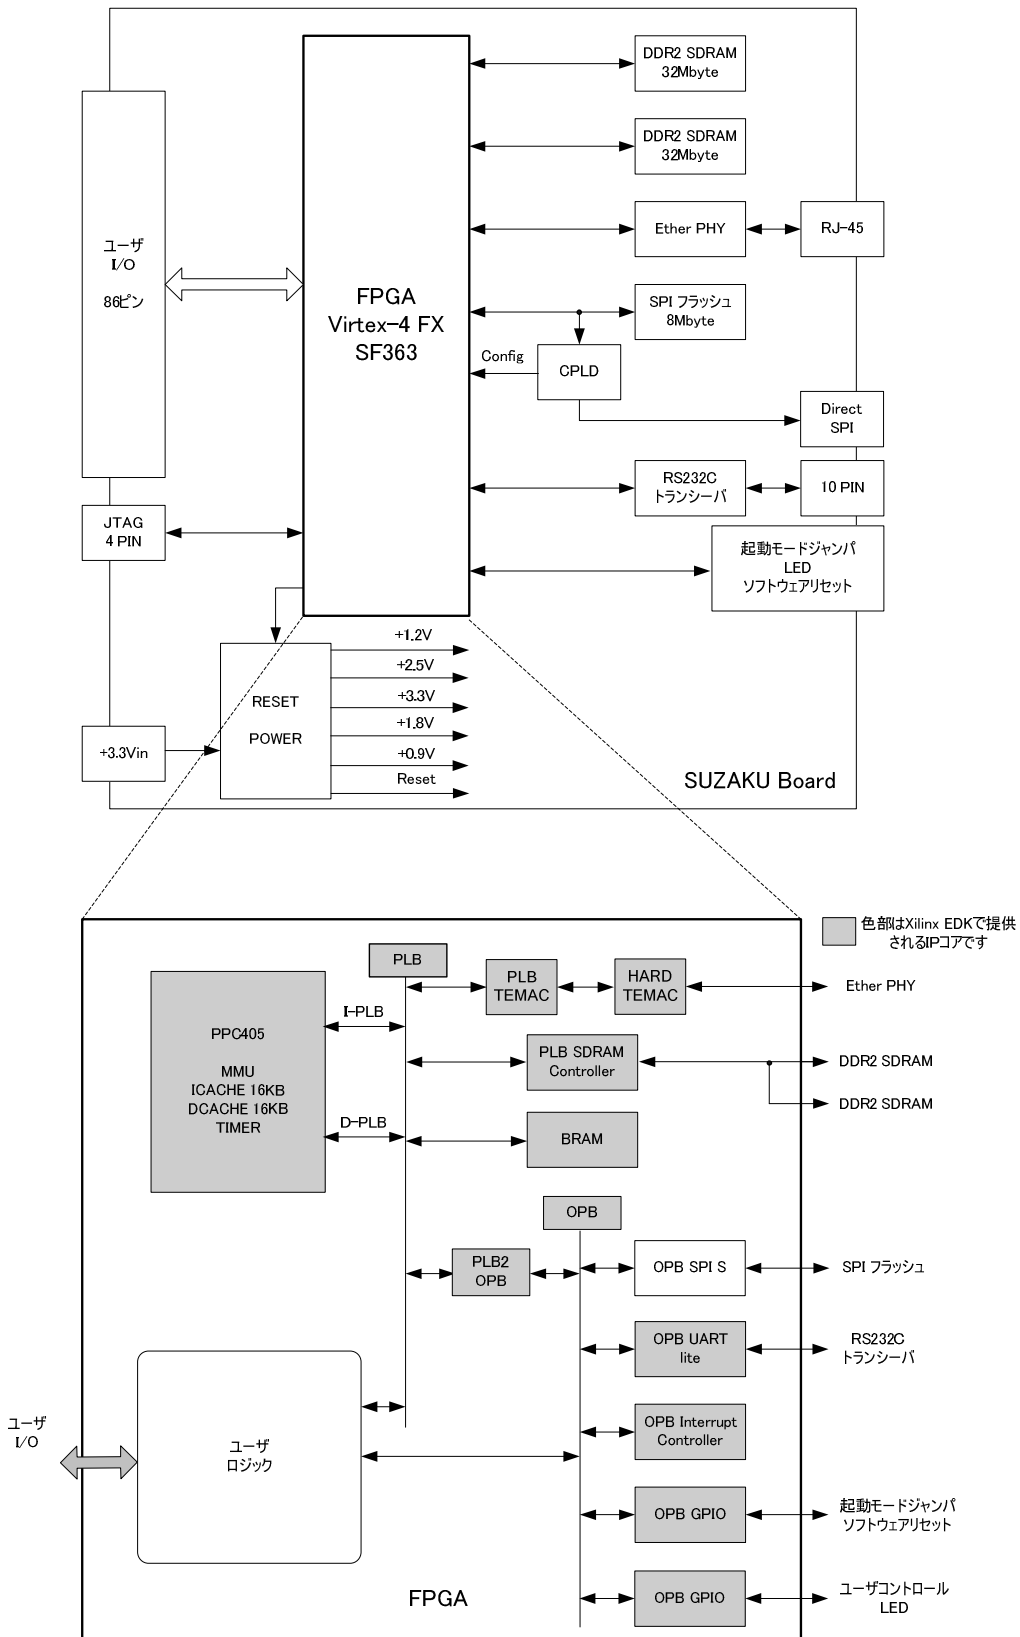 DDR2 SDRAM
32Mbyte
DDR2 SDRAM
32Mbyte
Ether PHY
RJ-45
ユーザ
I/O
86ピン
FPGA
Virtex-4 FX
SF363
SPI フラッシュ
8Mbyte
Config
CPLD
Direct
SPI
RS232C
トランシーバ
10 PIN
JTAG
4 PIN
起動モードジャンパ
LED
ソフトウェアリセット
RESET
POWER
+1.2V
+2.5V
+3.3V
+1.8V
+0.9V
Reset
+3.3Vin
SUZAKU Board
色部はXilinx EDKで提供
されるIPコアです
PLB
PLB
TEMAC
HARD
TEMAC
Ether PHY
I-PLB
PPC405
MMU
ICACHE 16KB
DCACHE 16KB
TIMER
PLB SDRAM
Controller
DDR2 SDRAM
DDR2 SDRAM
D-PLB
BRAM
OPB
PLB2
OPB
OPB SPI S
SPI フラッシュ
OPB UART
lite
RS232C
トランシーバ
ユーザ
I/O
ユーザ
ロジック
OPB Interrupt
Controller
OPB GPIO
起動モードジャンパ
ソフトウェアリセット
FPGA
OPB GPIO
ユーザコントロール
LED